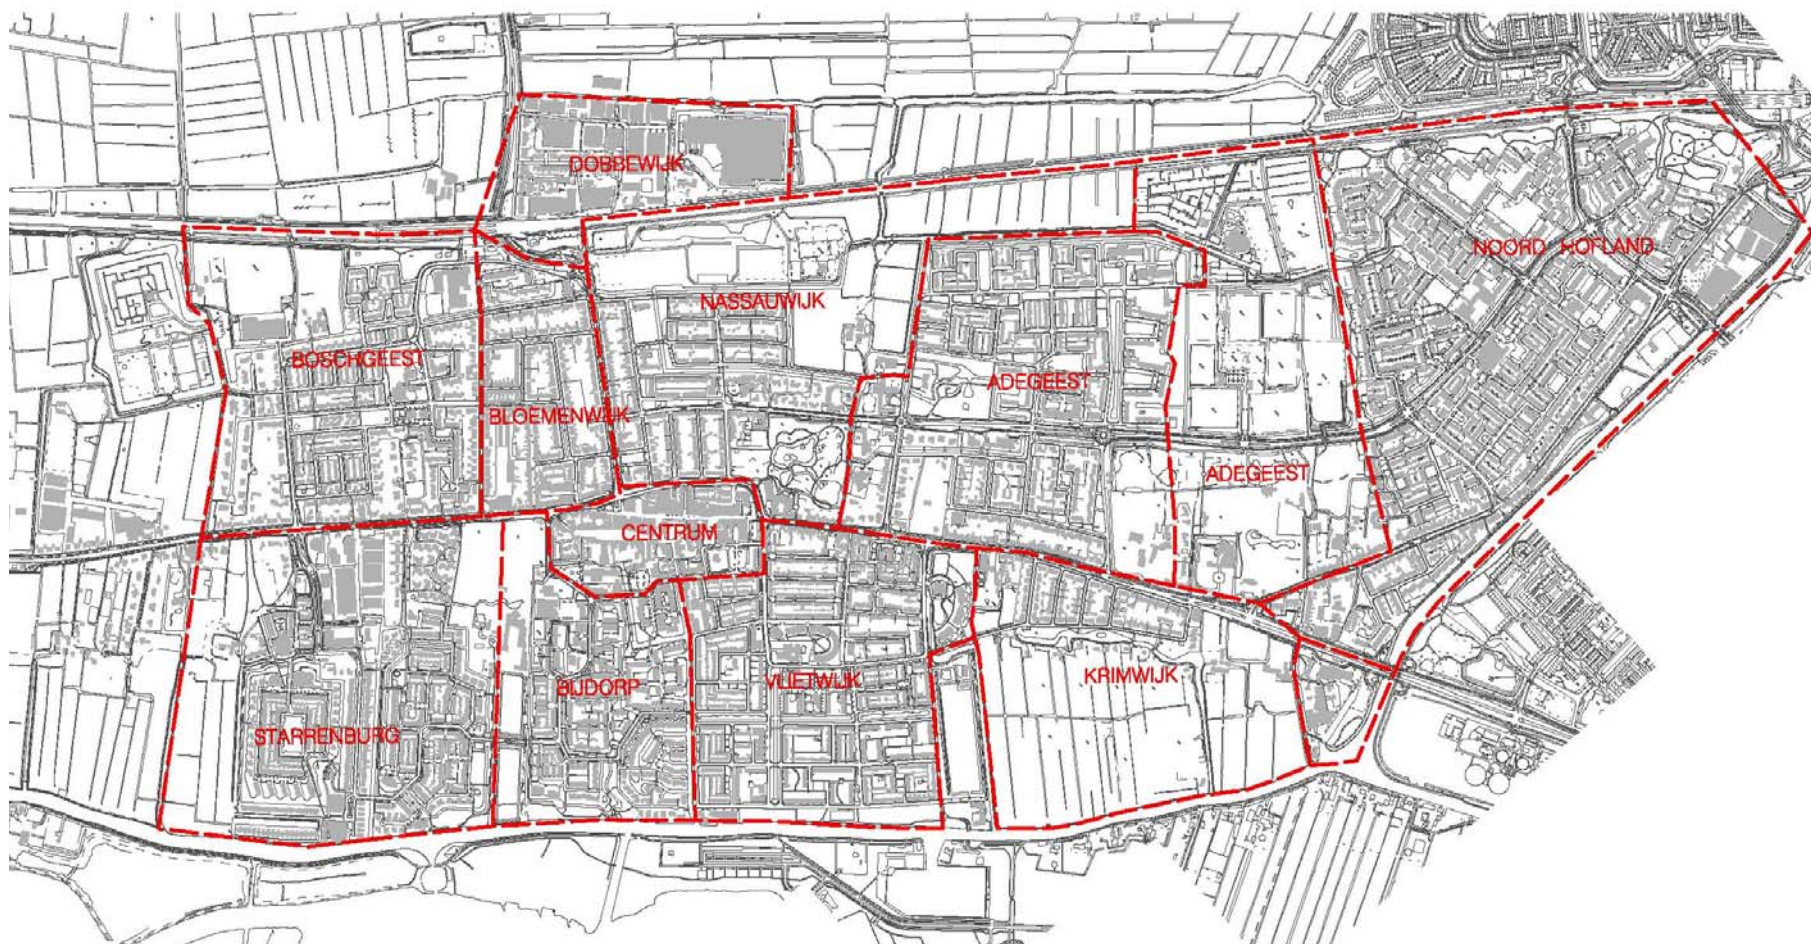 DOBBEWIJK
NOORD HOFLAND
NASSAUWIJK
BOSCHGEEST
ADEGEEST
BLOEMENWIJK
ADEGEEST
CENTRUM
KRIMWIJK
VLIETWIJK
BIJDORP
STARRENBURG